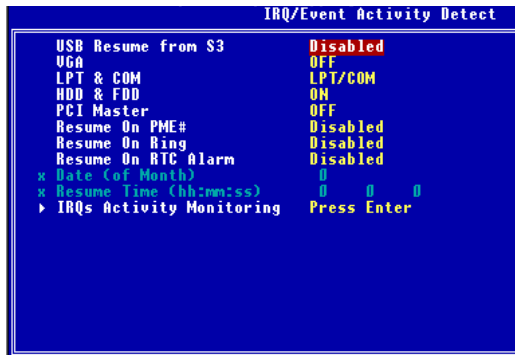 IRQ/Event Activity Detect
USB Resume from S3 Disabled
VGA OFF
LPT & COM LPT/COM
HDD & FDD ON
PCI Master OFF
Resume On PME# Disabled
Resume On Ring Disabled
Resume On RTC Alarm Disabled
x Date (of Month) 0
x Resume Time (hh:mm:ss) 0 0 0
▸ IRQs Activity Monitoring Press Enter